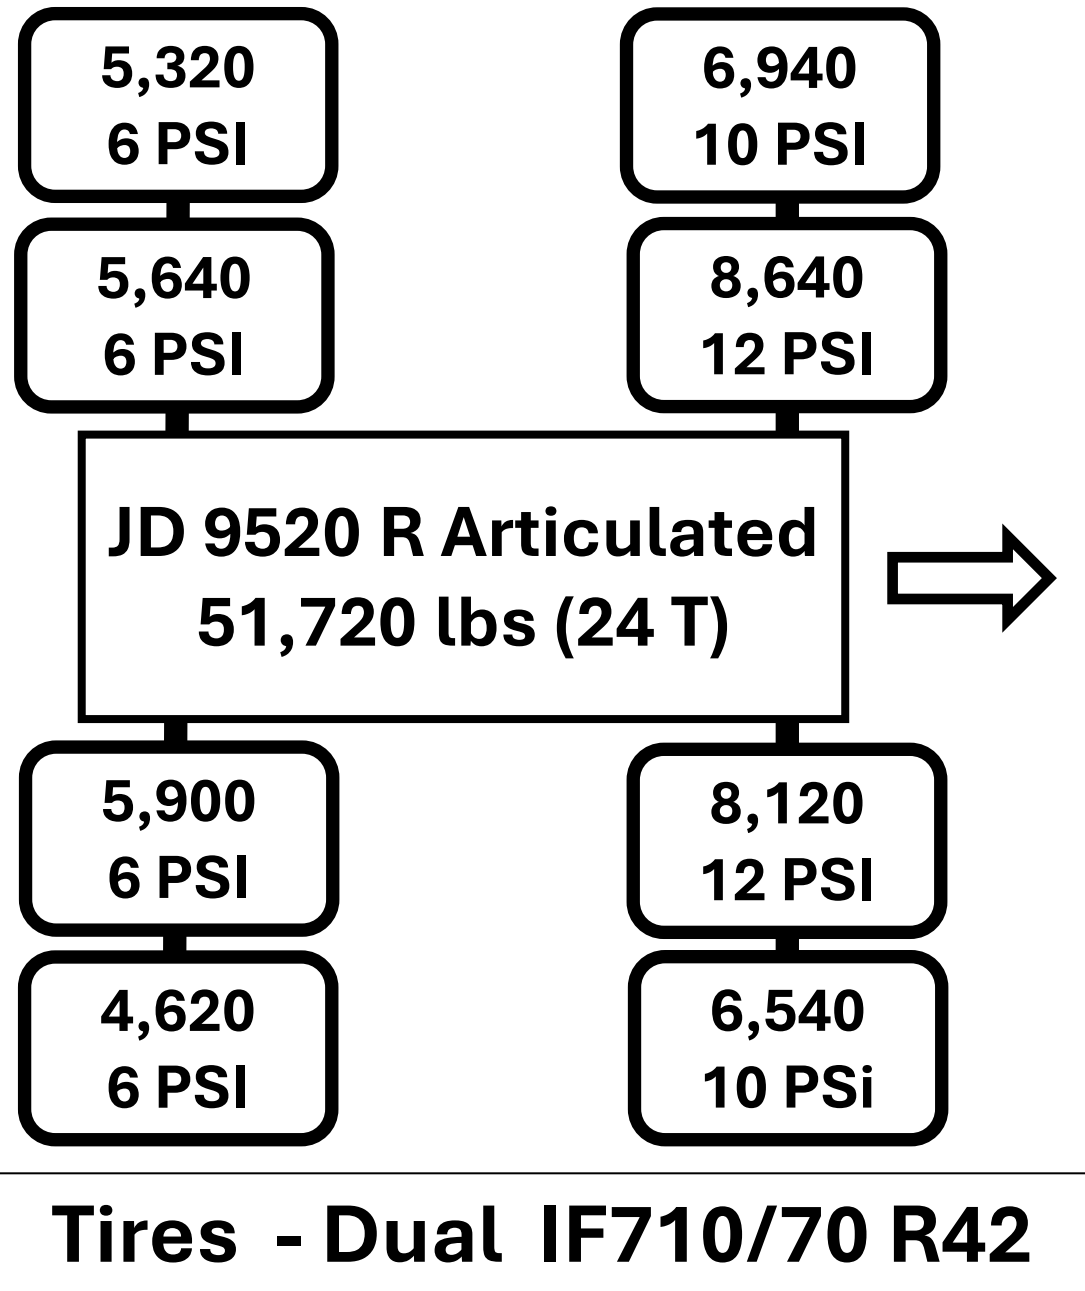 5,320
6 PSI
6,940
10 PSI
5,640
6 PSI
8,640
12 PSI
JD 9520 R Articulated
51,720 lbs (24 T)
5,900
6 PSI
8,120
12 PSI
4,620
6 PSI
6,540
10 PSi
Tires - Dual IF710/70 R42